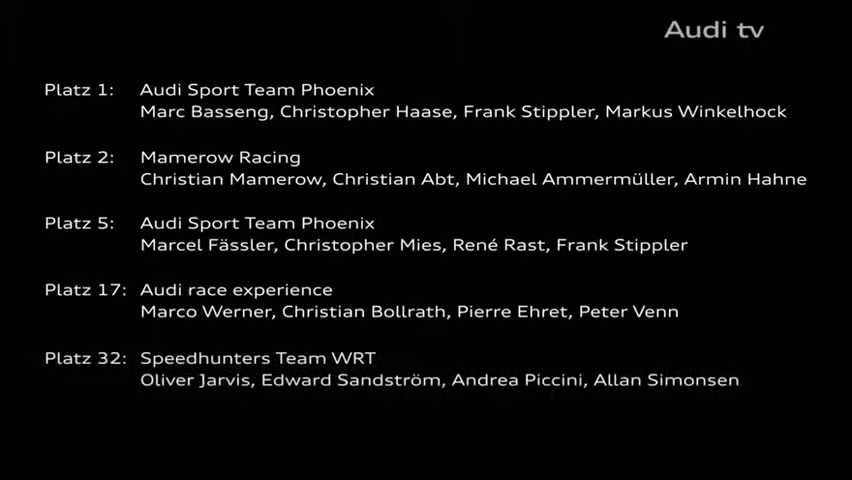 Audi tv
Platz 1: Audi Sport Team Phoenix
Marc Basseng, Christopher Haase, Frank Stippler, Markus Winkelhock
Platz 2: Mamerow Racing
Christian Mamerow, Christian Abt, Michael Ammermüller, Armin Hahne
Platz 5: Audi Sport Team Phoenix
Marcel Fässler, Christopher Mies, René Rast, Frank Stippler
Platz 17: Audi race experience
Marco Werner, Christian Bollrath, Pierre Ehret, Peter Venn
Platz 32: Speedhunters Team WRT
Oliver Jarvis, Edward Sandström, Andrea Piccini, Allan Simonsen